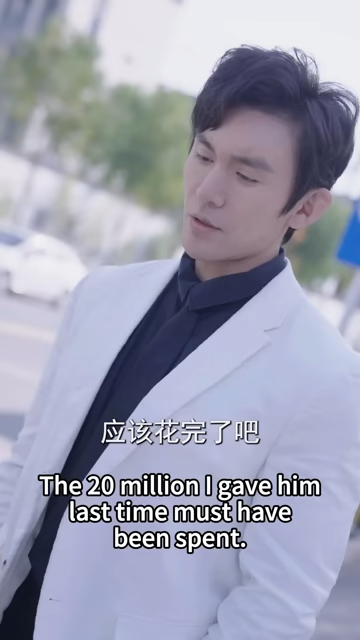 应该花完了吧
The 20 million I gave him
last time must have
been spent.